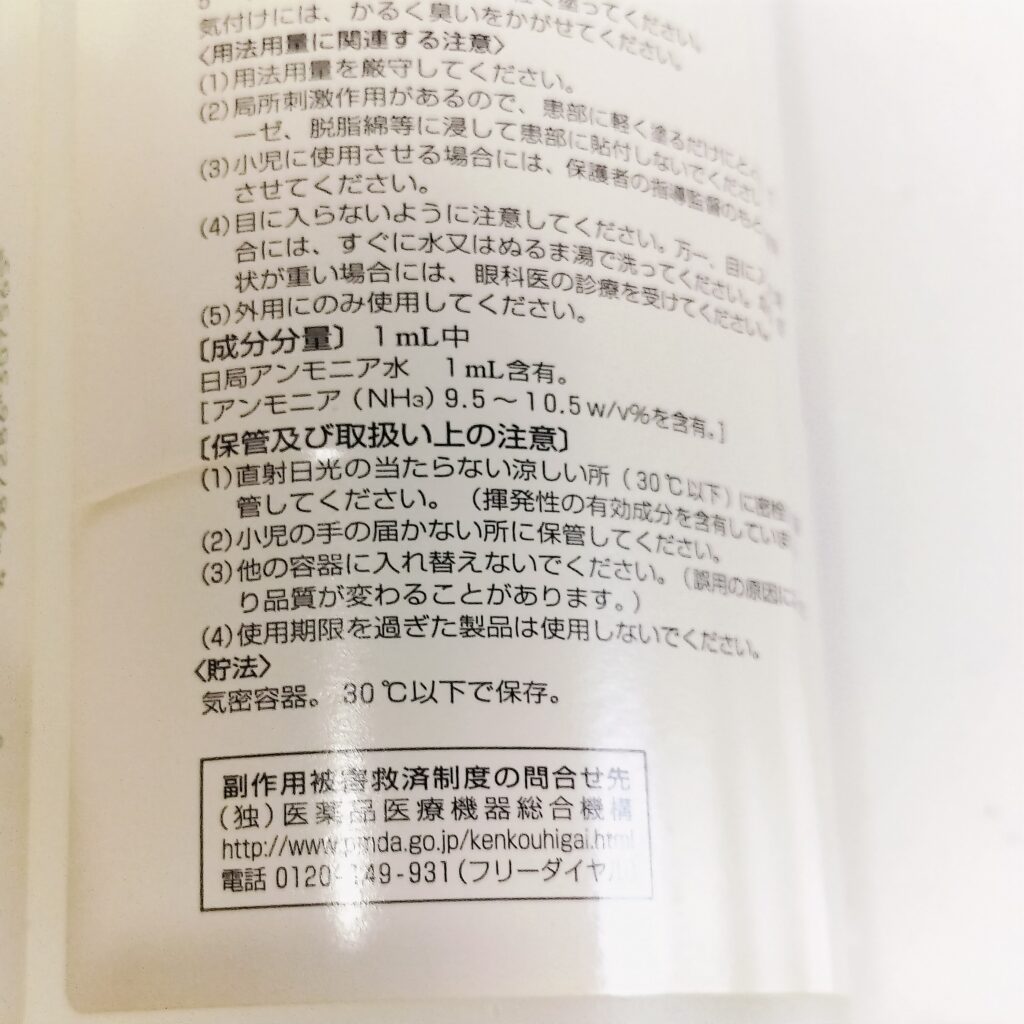 塗ってください。
気付けには、かるく臭いをかがせてください。
〈用法用量に関連する注意〉
(1)用法用量を厳守してください。
(2)局所刺激作用があるので、患部に軽く塗るだけにとど
ーゼ、脱脂綿等に浸して患部に貼付しないでください
(3)小児に使用させる場合には、保護者の指導監督のもと
させてください。
(4)目に入らないように注意してください。万一、目に入
合には、すぐに水又はぬるま湯で洗ってください。
状が重い場合には、眼科医の診療を受けてください。
(5)外用にのみ使用してください。
〔成分分量〕 1mL中
日局アンモニア水 1mL含有。
[アンモニア(NH₃)9.5～10.5w/v%を含有。]
〔保管及び取扱い上の注意〕
(1)直射日光の当たらない涼しい所(30℃以下)に密栓
管してください。(揮発性の有効成分を含有していま
(2)小児の手の届かない所に保管してください。
(3)他の容器に入れ替えないでください。(誤用の原因に
り品質が変わることがあります。)
(4)使用期限を過ぎた製品は使用しないでください。
〈貯法〉
気密容器。30℃以下で保存。
副作用被害救済制度の問合せ先
(独)医薬品医療機器総合機構
http://www.pmda.go.jp/kenkouhigai.html
電話 0120-149-931(フリーダイヤル)